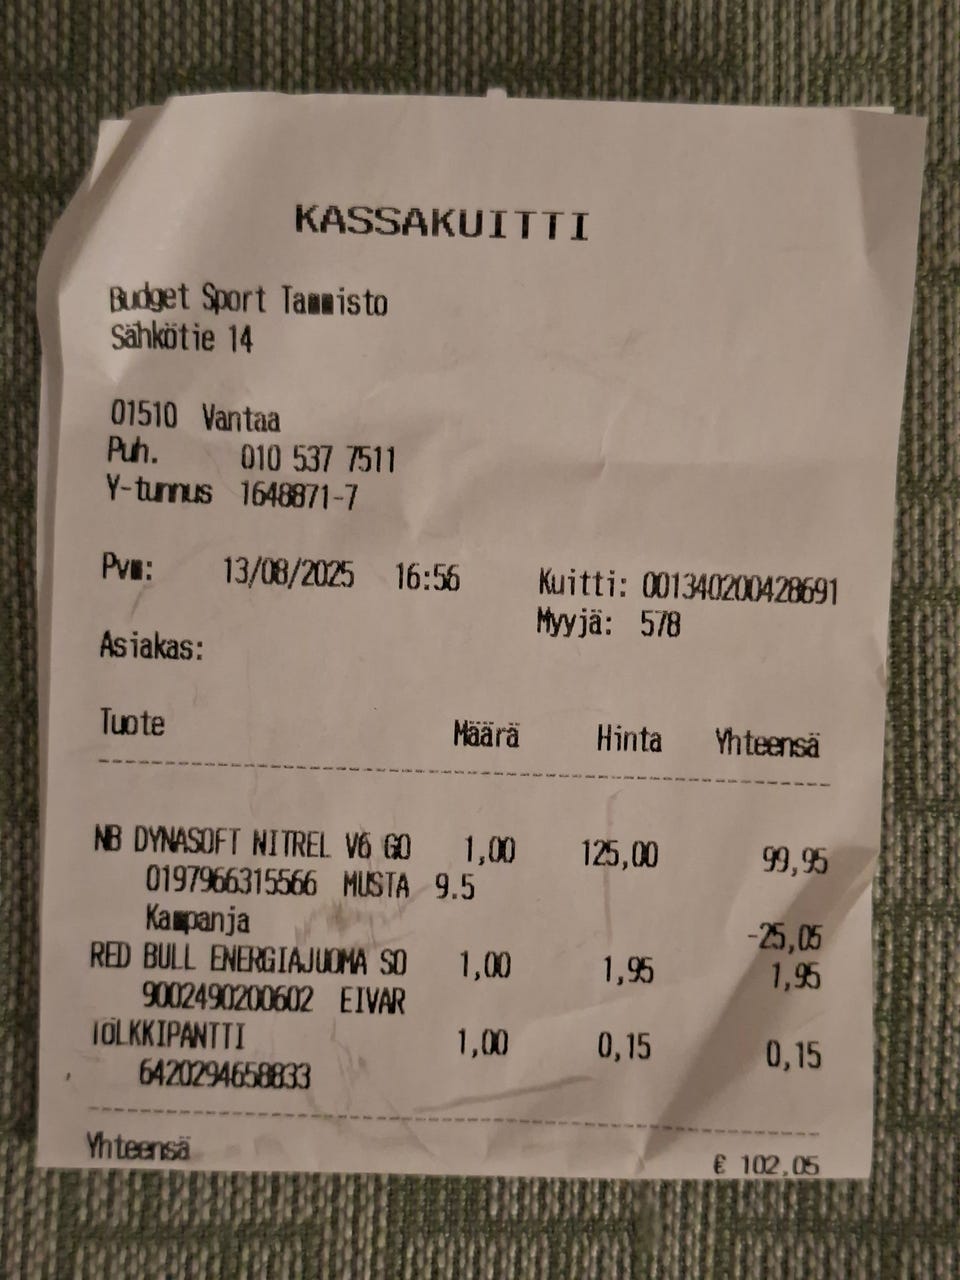 KASSAKUITTI
Budget Sport Tammisto
Sähkötie 14
01510 Vantaa
Puh. 010 537 7511
Y-tunnus 1648871-7
Pvm: 13/08/2025 16:56 Kuitti: 001340200428691
Myyjä: 578
Asiakas:
Tuote Määrä Hinta Yhteensä
NB DYNASOFT NITREL V6 GO 1,00 125,00 99,95
0197966315566 MUSTA 9.5
Kampanja -25,05
RED BULL ENERGIAJUOMA SO 1,00 1,95 1,95
9002490200602 EIVAR
TÖLKKIPANTTI 1,00 0,15 0,15
6420294658833
Yhteensä € 102,05